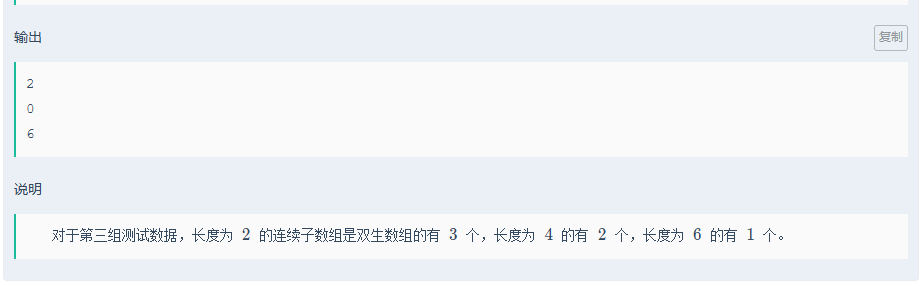 输出
复制
2
0
6
说明
对于第三组测试数据，长度为 2 的连续子数组是双生数组的有 3 个，长度为 4 的有 2 个，长度为 6 的有 1 个。